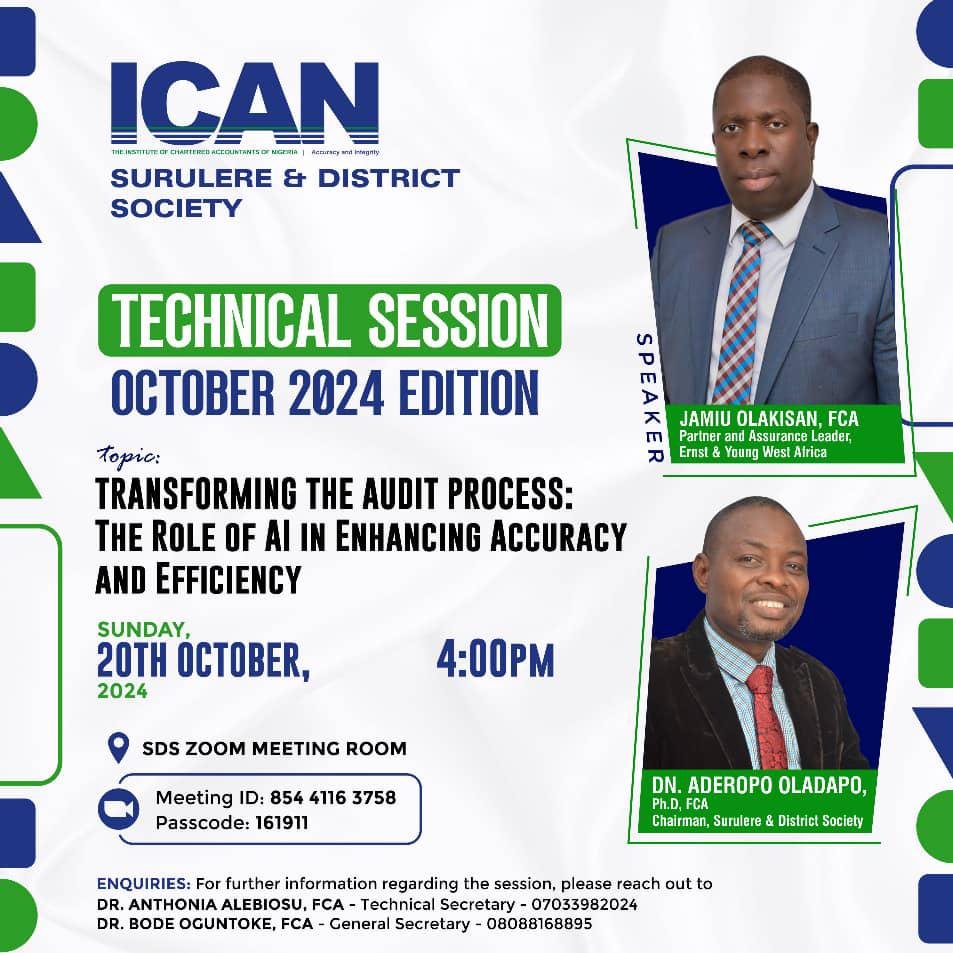 ICAN
THE INSTITUTE OF CHARTERED ACCOUNTANTS OF NIGERIA | Accuracy and Integrity
SURULERE & DISTRICT
SOCIETY
TECHNICAL SESSION
OCTOBER 2024 EDITION
topic:
TRANSFORMING THE AUDIT PROCESS:
THE ROLE OF AI IN ENHANCING ACCURACY
AND EFFICIENCY
SUNDAY,
20TH OCTOBER,
2024
4:00PM
SDS ZOOM MEETING ROOM
Meeting ID: 854 4116 3758
Passcode: 161911
SPEAKER
JAMIU OLAKISAN, FCA
Partner and Assurance Leader,
Ernst & Young West Africa
DN. ADEROPO OLADAPO,
Ph.D, FCA
Chairman, Surulere & District Society
ENQUIRIES: For further information regarding the session, please reach out to
DR. ANTHONIA ALEBIOSU, FCA - Technical Secretary - 07033982024
DR. BODE OGUNTOKE, FCA - General Secretary - 08088168895